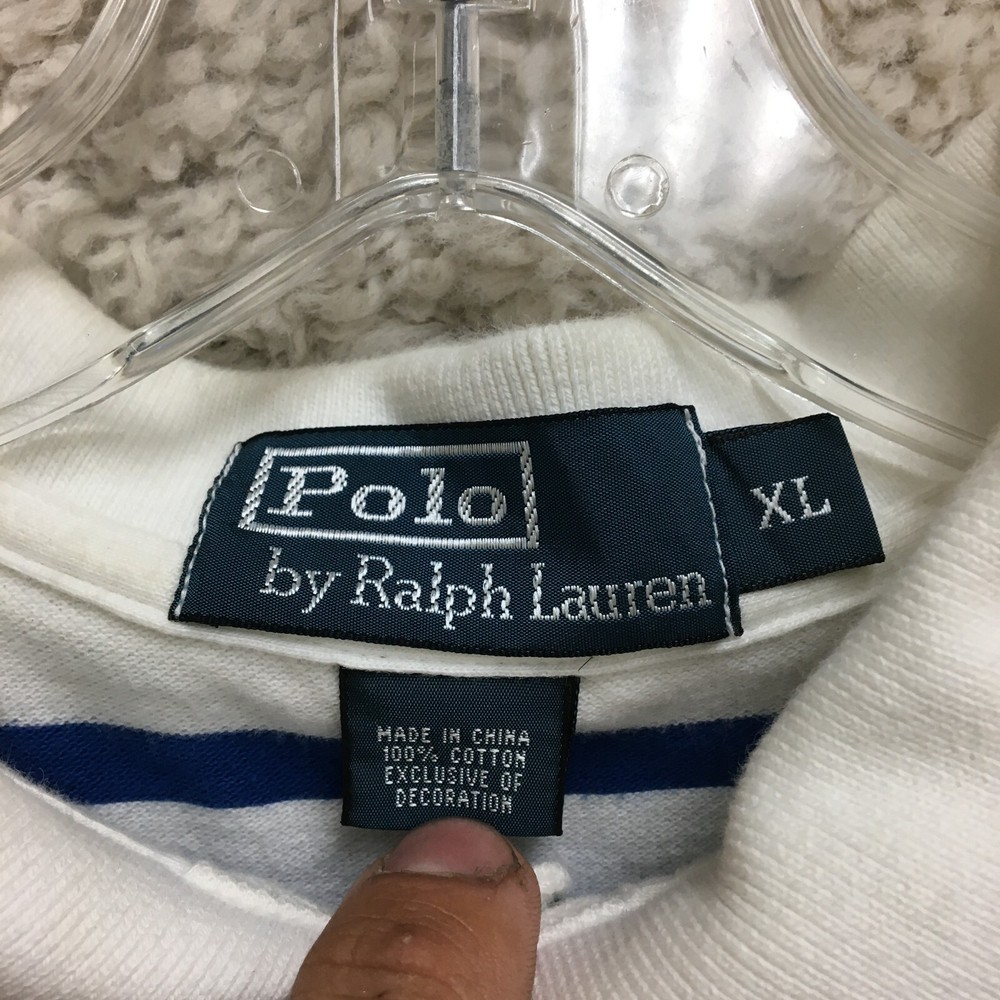 Polo
by Ralph Lauren
XL
MADE IN CHINA
100% COTTON
EXCLUSIVE OF
DECORATION